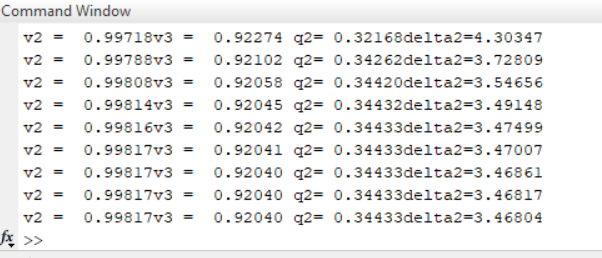 Command Window
v2 =  0.99718v3 =  0.92274 q2= 0.32168delta2=4.30347
v2 =  0.99788v3 =  0.92102 q2= 0.34262delta2=3.72809
v2 =  0.99808v3 =  0.92058 q2= 0.34420delta2=3.54656
v2 =  0.99814v3 =  0.92045 q2= 0.34432delta2=3.49148
v2 =  0.99816v3 =  0.92042 q2= 0.34433delta2=3.47499
v2 =  0.99817v3 =  0.92041 q2= 0.34433delta2=3.47007
v2 =  0.99817v3 =  0.92040 q2= 0.34433delta2=3.46861
v2 =  0.99817v3 =  0.92040 q2= 0.34433delta2=3.46817
v2 =  0.99817v3 =  0.92040 q2= 0.34433delta2=3.46804
fx >>